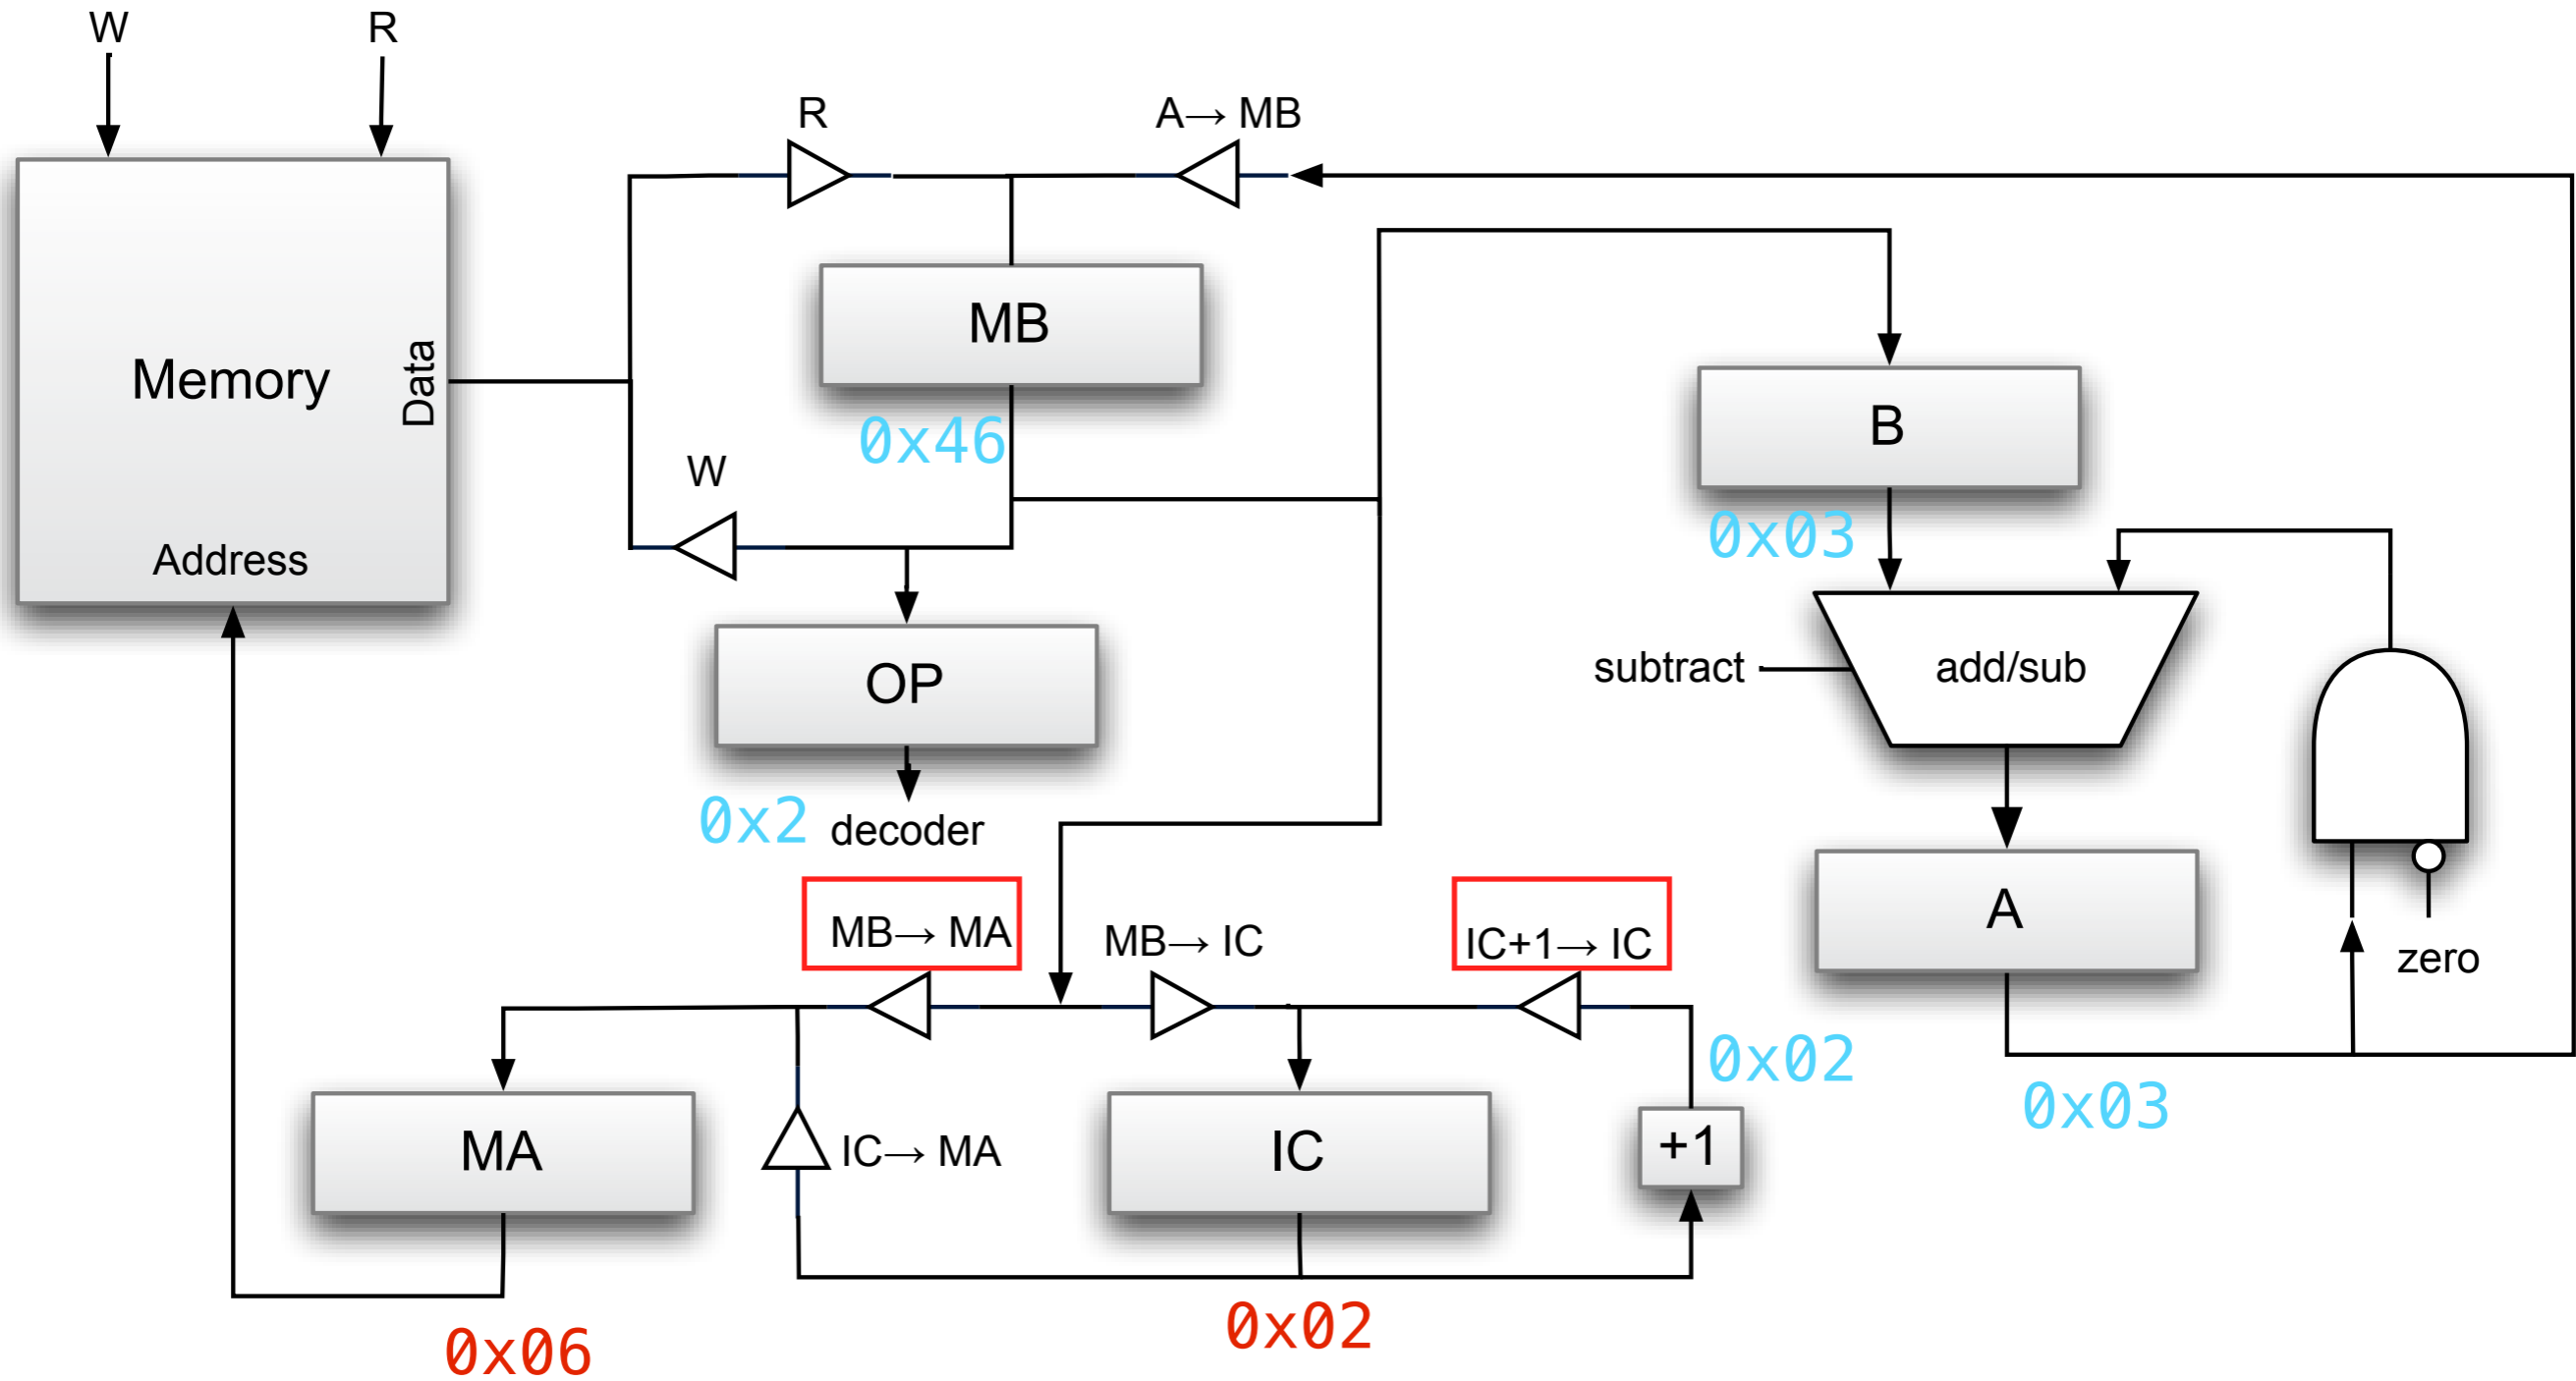 W
R
R
A→ MB
Memory
Data
Address
MB
0x46
W
B
0x03
OP
0x2
decoder
subtract
add/sub
A
zero
0x03
MB→ MA
MB→ IC
IC+1→ IC
0x02
MA
IC→ MA
IC
+1
0x06
0x02